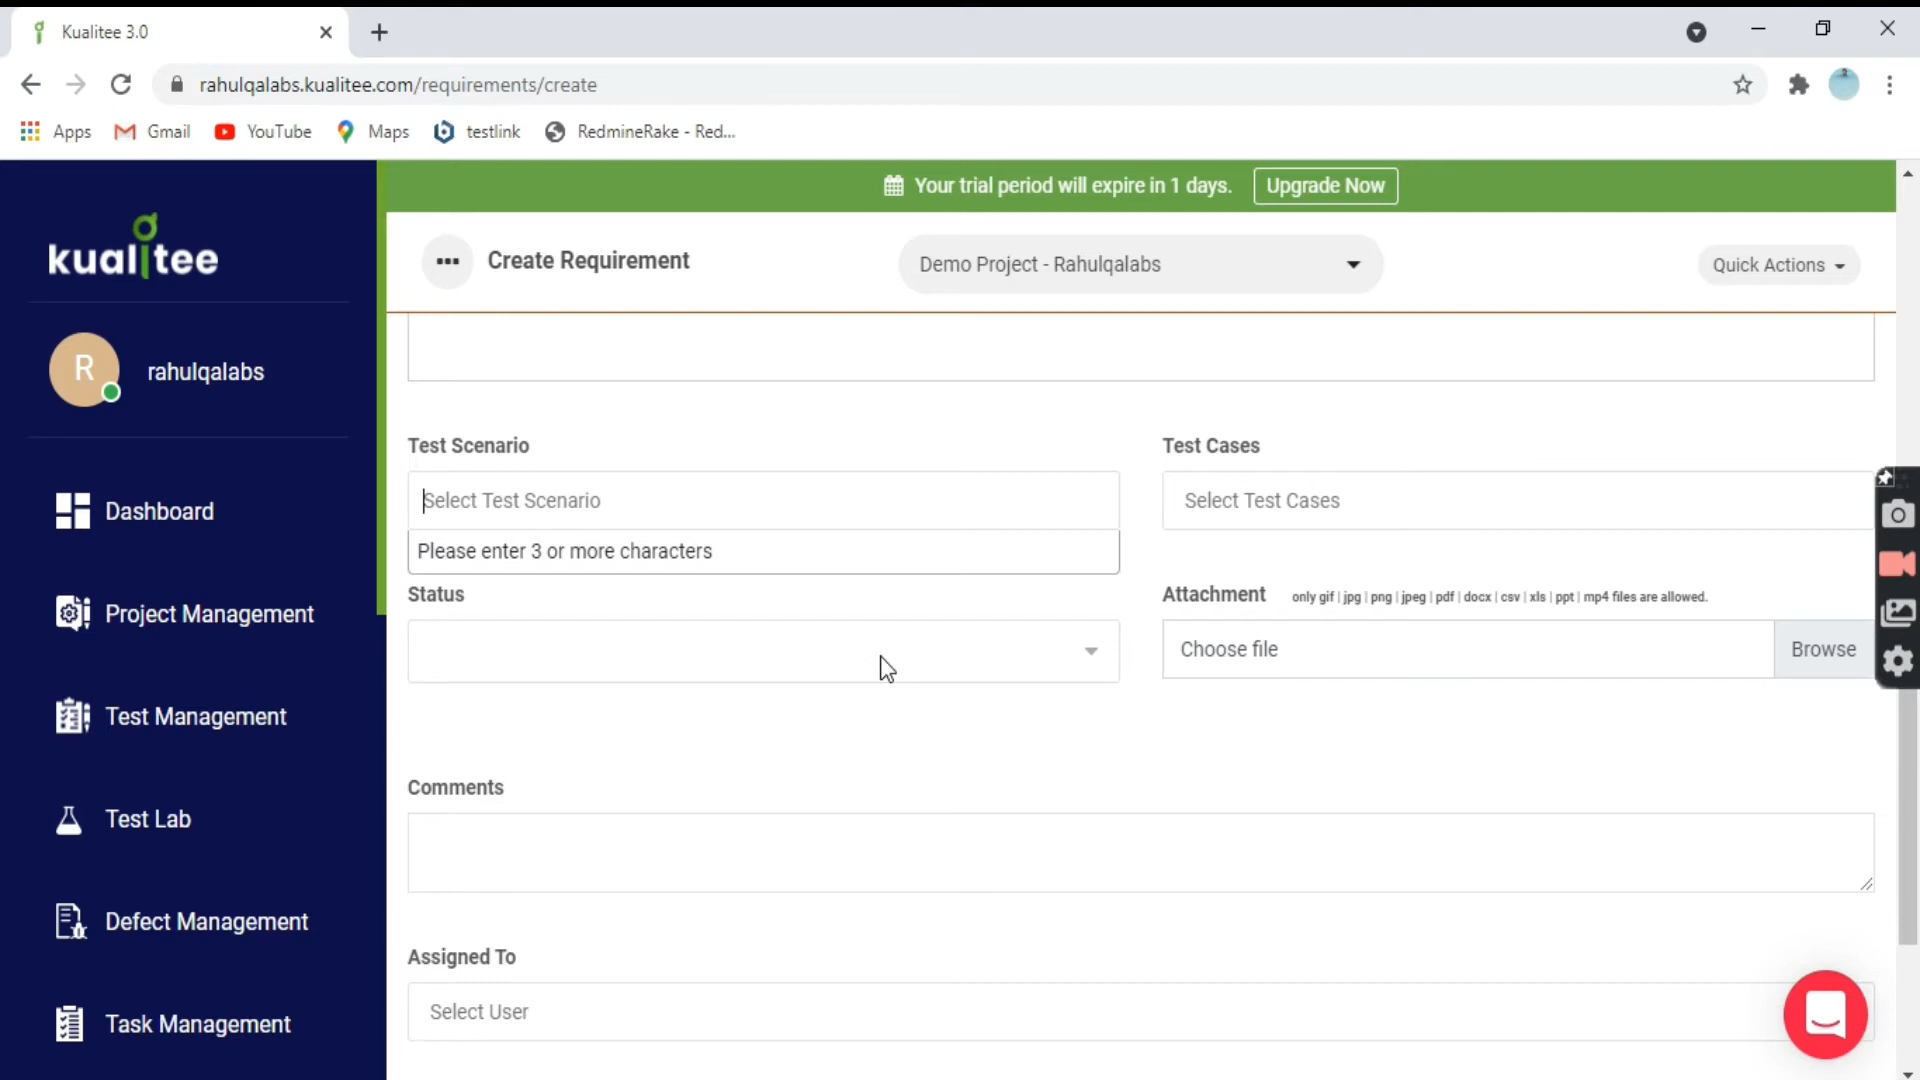 Kualitee 3.0
rahulqalabs.kualitee.com/requirements/create
Apps Gmail YouTube Maps testlink RedmineRake - Red...
kualitee
Your trial period will expire in 1 days. Upgrade Now
Create Requirement
Demo Project - Rahulqalabs
Quick Actions
R
rahulqalabs
Dashboard
Project Management
Test Management
Test Lab
Defect Management
Task Management
Test Scenario
Select Test Scenario
Please enter 3 or more characters
Test Cases
Select Test Cases
Status
Attachment only gif | jpg | png | jpeg | pdf | docx | csv | xls | ppt | mp4 files are allowed.
Choose file Browse
Comments
Assigned To
Select User